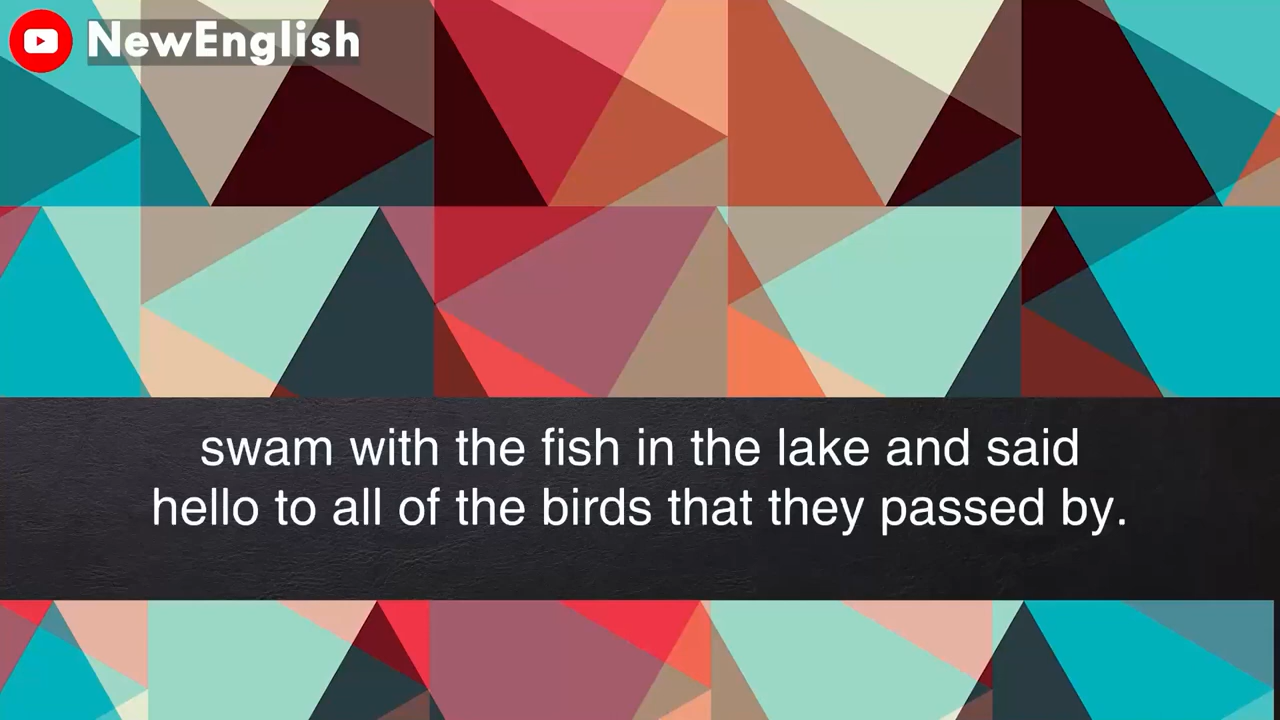 NewEnglish
swam with the fish in the lake and said
hello to all of the birds that they passed by.